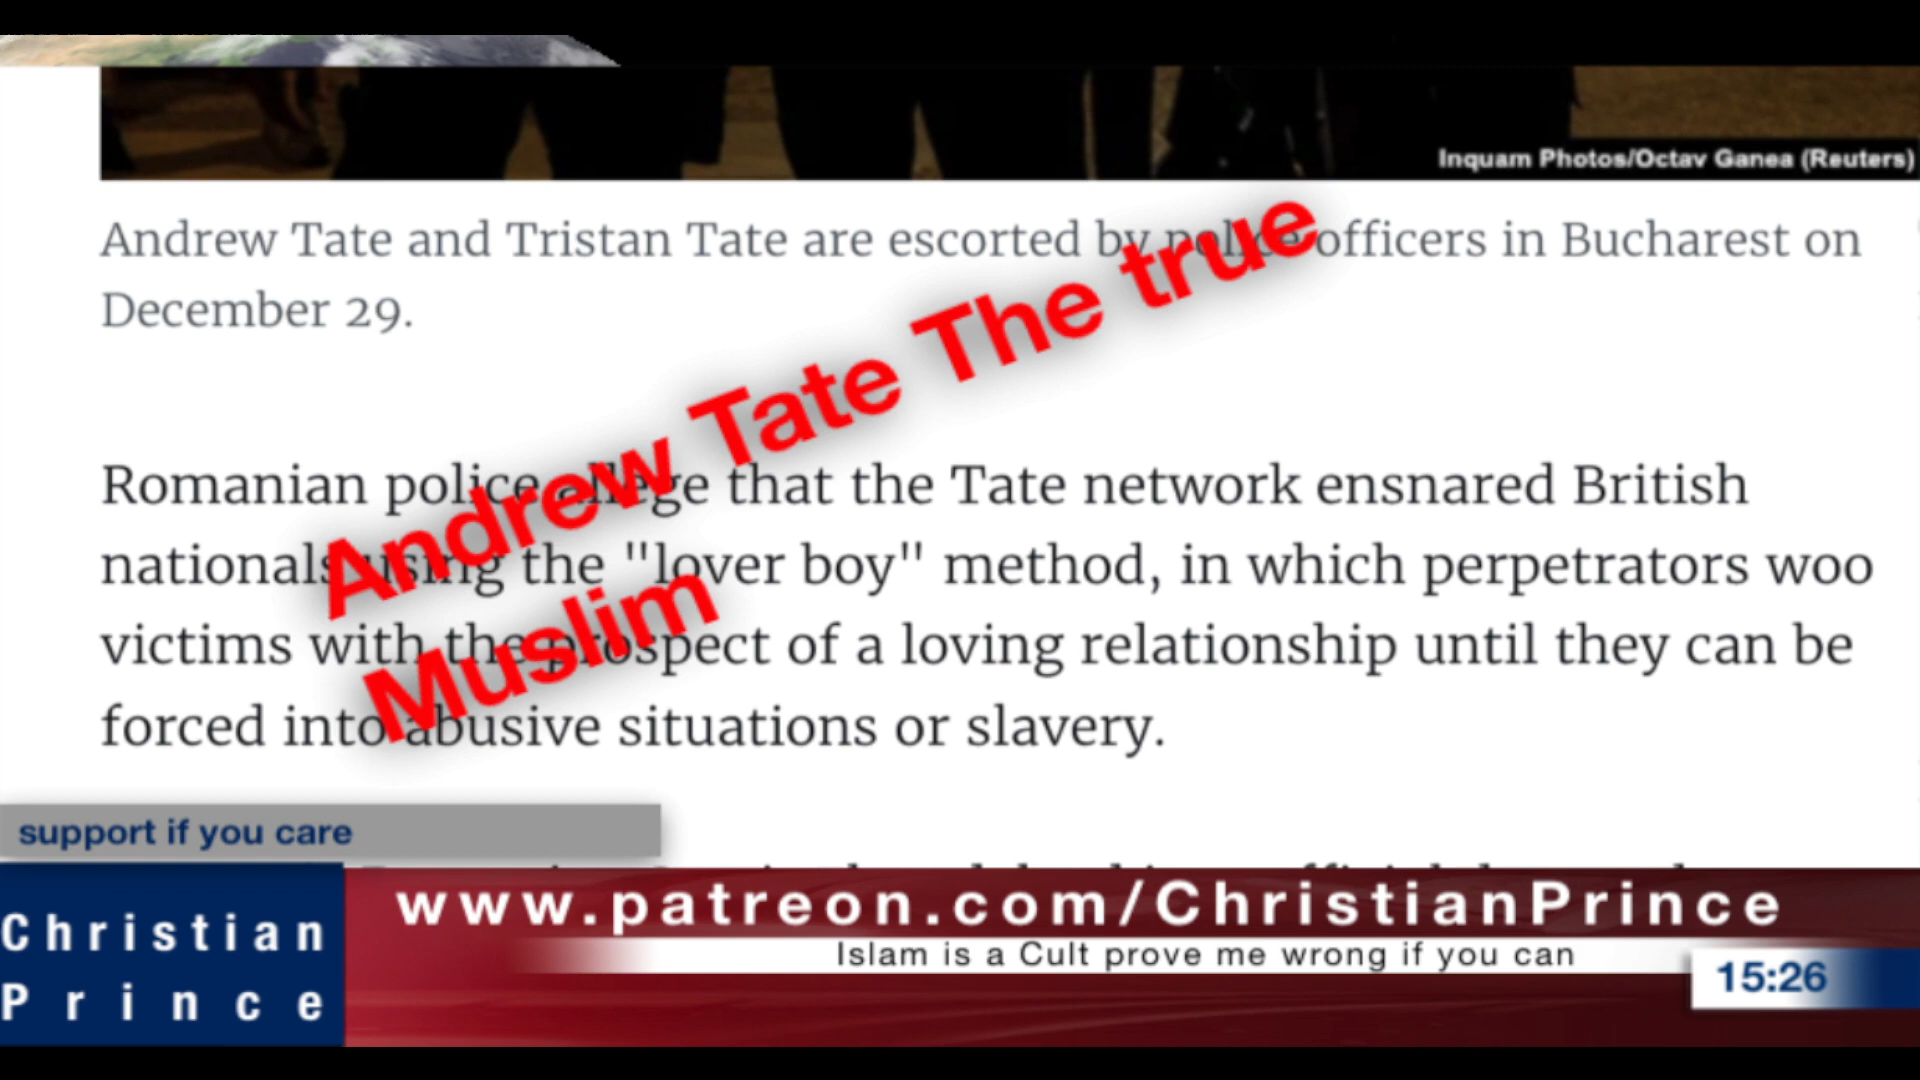 Inquam Photos/Octav Ganea (Reuters)
Andrew Tate and Tristan Tate are escorted by police officers in Bucharest on
December 29.
Andrew Tate The true
Muslim
Romanian police allege that the Tate network ensnared British
nationals using the "lover boy" method, in which perpetrators woo
victims with the prospect of a loving relationship until they can be
forced into abusive situations or slavery.
support if you care
Christian
Prince
www.patreon.com/ChristianPrince
Islam is a Cult prove me wrong if you can
15:26